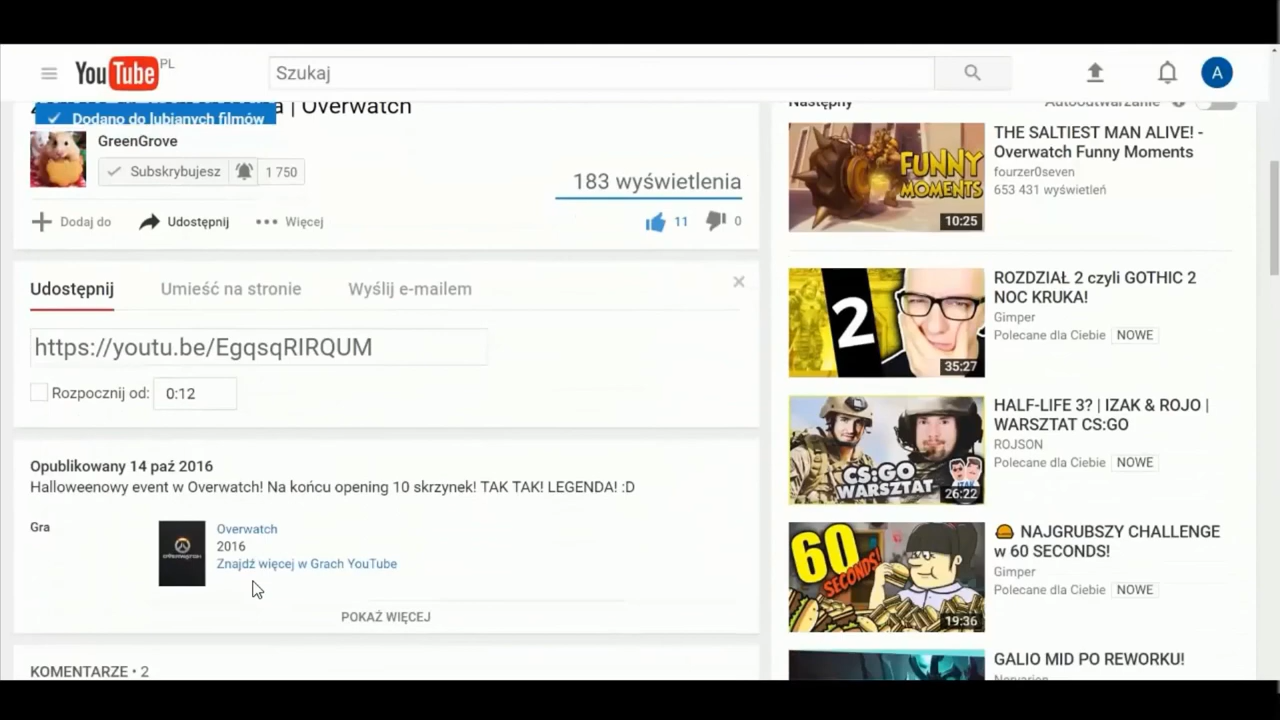 YouTube PL
Szukaj
A
a | Overwatch
Dodano do lubianych filmów
GreenGrove
Subskrybujesz
1 750
183 wyświetlenia
Dodaj do
Udostępnij
Więcej
11
0
Udostępnij
Umieść na stronie
Wyślij e-mailem
https://youtu.be/EgqsqRIRQUM
Rozpocznij od:
0:12
Opublikowany 14 paź 2016
Halloweenowy event w Overwatch! Na końcu opening 10 skrzynek! TAK TAK! LEGENDA! :D
Gra
Overwatch
2016
Znajdź więcej w Grach YouTube
POKAŻ WIĘCEJ
KOMENTARZE • 2
Następny
Autoodtwarzanie
FUNNY
MOMENTS
10:25
THE SALTIEST MAN ALIVE! -
Overwatch Funny Moments
fourzer0seven
653 431 wyświetleń
2
35:27
ROZDZIAŁ 2 czyli GOTHIC 2
NOC KRUKA!
Gimper
Polecane dla Ciebie NOWE
CS:GO
WARSZTAT
26:22
HALF-LIFE 3? | IZAK & ROJO |
WARSZTAT CS:GO
ROJSON
Polecane dla Ciebie NOWE
60
SECONDS!
19:36
NAJGRUBSZY CHALLENGE
w 60 SECONDS!
Gimper
Polecane dla Ciebie NOWE
GALIO MID PO REWORKU!